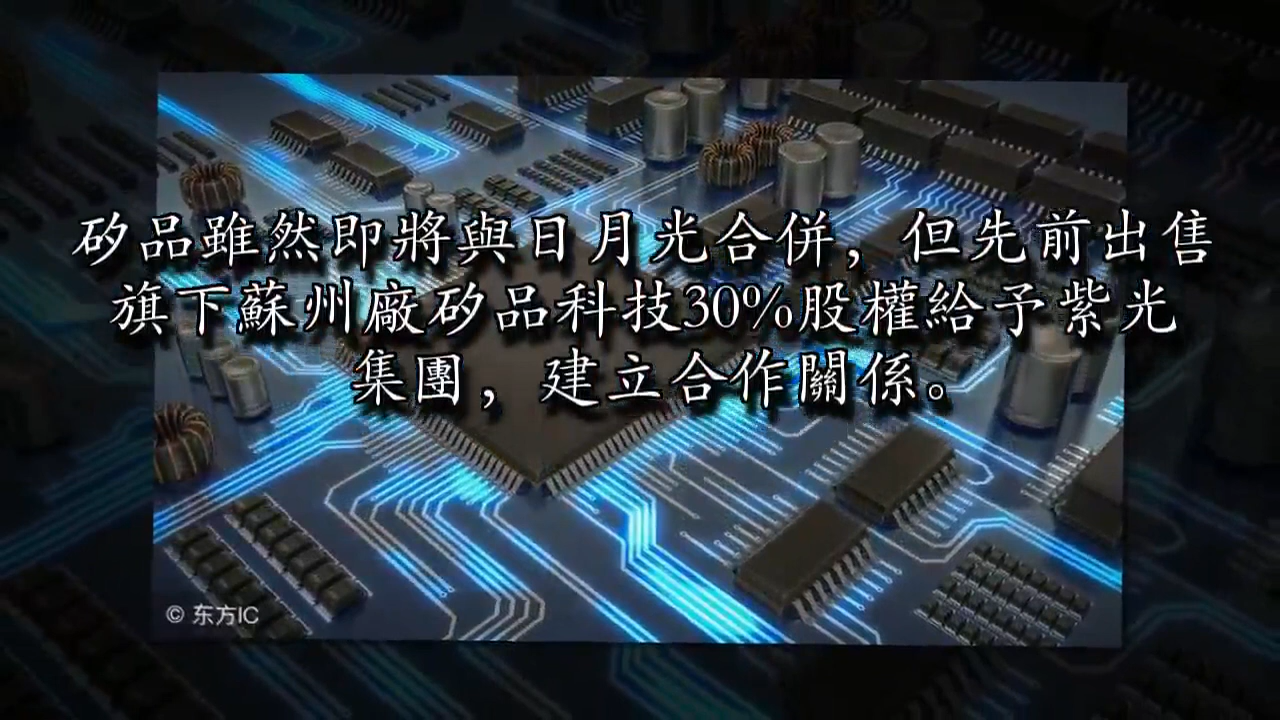 矽品雖然即將與日月光合併，但先前出售
旗下蘇州廠矽品科技30%股權給予紫光
集團，建立合作關係。
© 东方IC